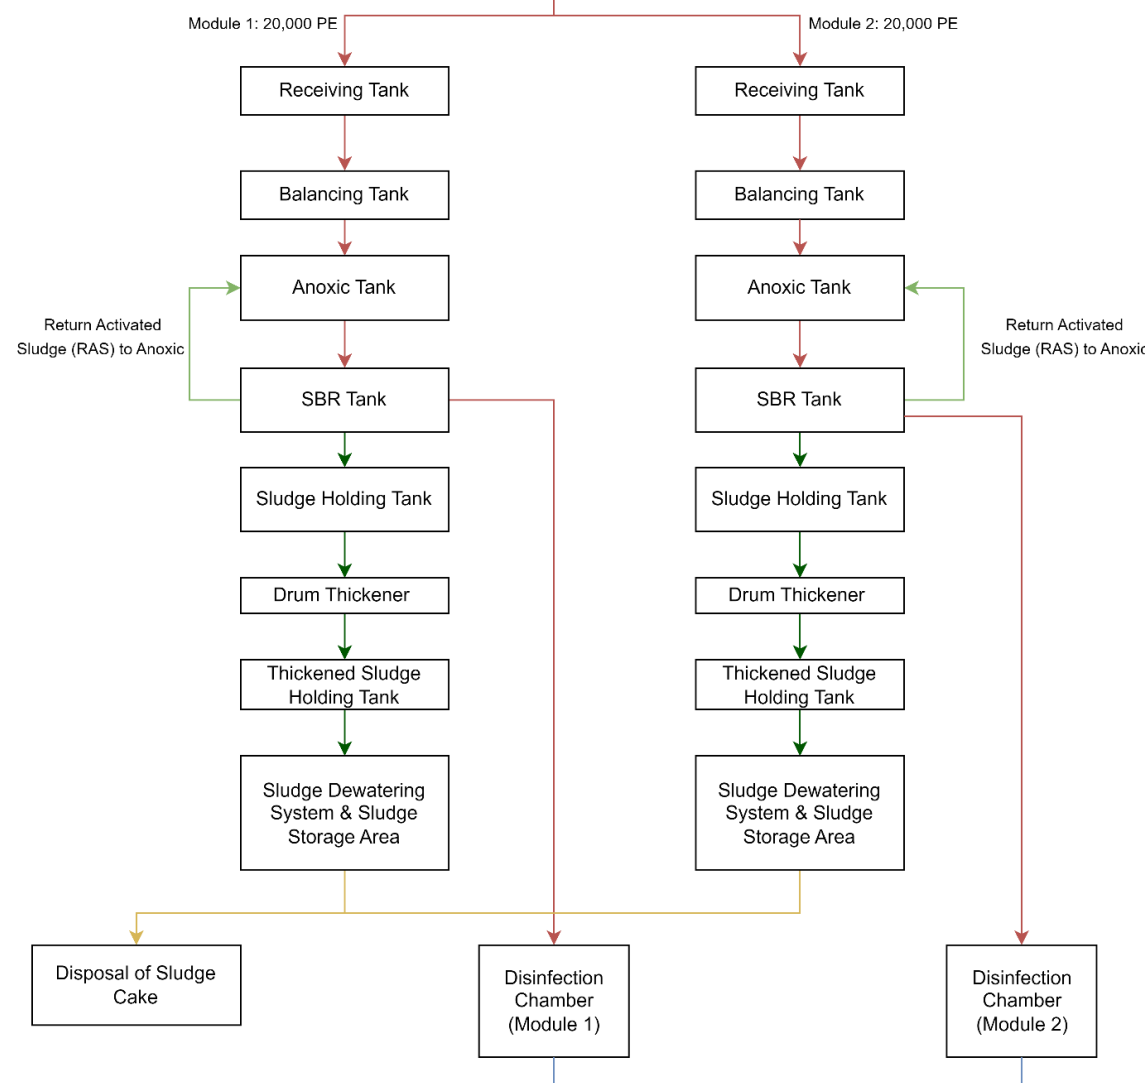 Module 1: 20,000 PE
Module 2: 20,000 PE
Receiving Tank
Receiving Tank
Balancing Tank
Balancing Tank
Anoxic Tank
Anoxic Tank
Return Activated
Sludge (RAS) to Anoxic
Return Activated
Sludge (RAS) to Anoxic
SBR Tank
SBR Tank
Sludge Holding Tank
Sludge Holding Tank
Drum Thickener
Drum Thickener
Thickened Sludge
Holding Tank
Thickened Sludge
Holding Tank
Sludge Dewatering
System & Sludge
Storage Area
Sludge Dewatering
System & Sludge
Storage Area
Disposal of Sludge
Cake
Disinfection
Chamber
(Module 1)
Disinfection
Chamber
(Module 2)